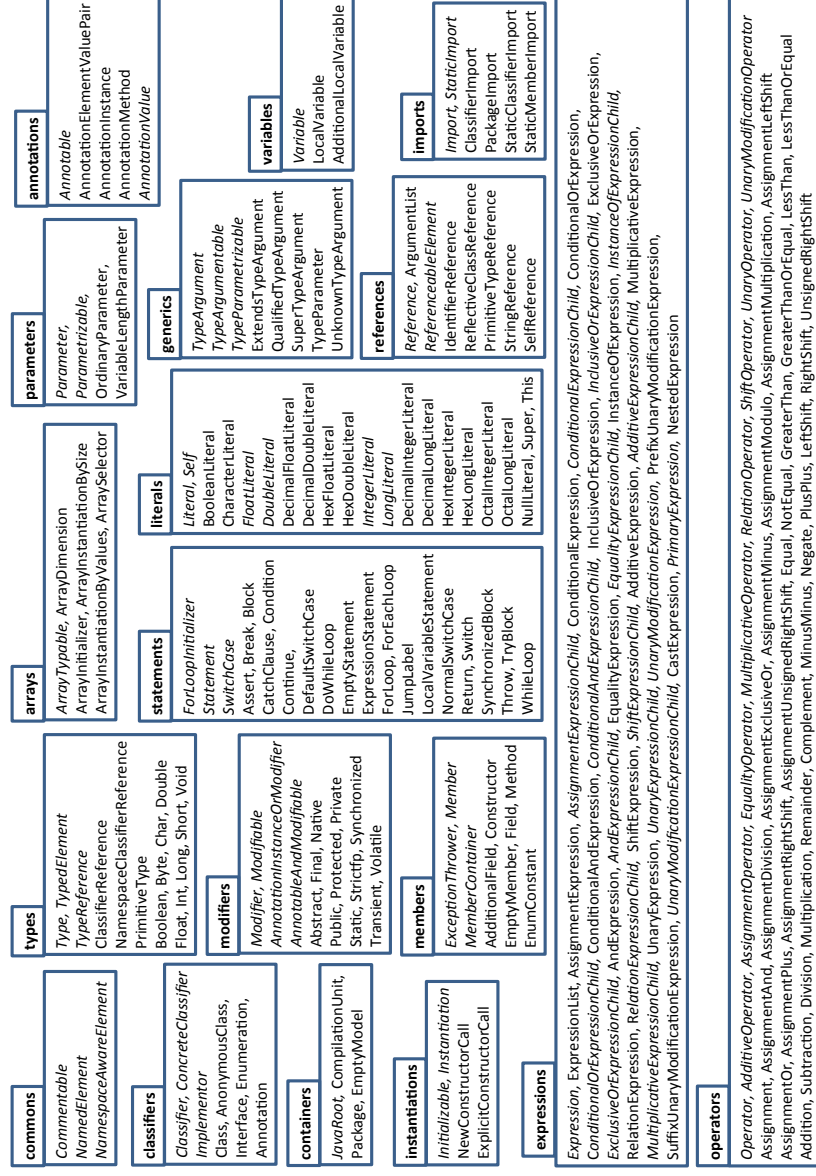 commons
Commentable
NamedElement
NamespaceAwareElement
types
Type, TypedElement
TypeReference
ClassifierReference
NamespaceClassifierReference
PrimitiveType
Boolean, Byte, Char, Double
Float, Int, Long, Short, Void
arrays
ArrayTypable, ArrayDimension
ArrayInitializer, ArrayInstantiationBySize
ArrayInstantiationByValues, ArraySelector
parameters
Parameter,
Parametrizable,
OrdinaryParameter,
VariableLengthParameter
annotations
Annotable
AnnotationElementValuePair
AnnotationInstance
AnnotationMethod
AnnotationValue
classifiers
Classifier, ConcreteClassifier
Implementor
Class, AnonymousClass,
Interface, Enumeration,
Annotation
modifiers
Modifier, Modifiable
AnnotationInstanceOrModifier
AnnotableAndModifiable
Abstract, Final, Native
Public, Protected, Private
Static, Strictfp, Synchronized
Transient, Volatile
statements
ForLoopInitializer
Statement
SwitchCase
Assert, Break, Block
CatchClause, Condition
Continue,
DefaultSwitchCase
DoWhileLoop
EmptyStatement
ExpressionStatement
ForLoop, ForEachLoop
JumpLabel
LocalVariableStatement
NormalSwitchCase
Return, Switch
SynchronizedBlock
Throw, TryBlock
WhileLoop
literals
Literal, Self
BooleanLiteral
CharacterLiteral
FloatLiteral
DoubleLiteral
DecimalFloatLiteral
DecimalDoubleLiteral
HexFloatLiteral
HexDoubleLiteral
IntegerLiteral
LongLiteral
DecimalIntegerLiteral
DecimalLongLiteral
HexIntegerLiteral
HexLongLiteral
OctalIntegerLiteral
OctalLongLiteral
NullLiteral, Super, This
generics
TypeArgument
TypeArgumentable
TypeParametrizable
ExtendsTypeArgument
QualifiedTypeArgument
SuperTypeArgument
TypeParameter
UnknownTypeArgument
variables
Variable
LocalVariable
AdditionalLocalVariable
containers
JavaRoot, CompilationUnit,
Package, EmptyModel
members
ExceptionThrower, Member
MemberContainer
AdditionalField, Constructor
EmptyMember, Field, Method
EnumConstant
references
Reference, ArgumentList
ReferenceableElement
IdentifierReference
ReflectiveClassReference
PrimitiveTypeReference
StringReference
SelfReference
imports
Import, StaticImport
ClassifierImport
PackageImport
StaticClassifierImport
StaticMemberImport
instantiations
Initializable, Instantiation
NewConstructorCall
ExplicitConstructorCall
expressions
Expression, ExpressionList, AssignmentExpression, AssignmentExpressionChild, ConditionalExpression, ConditionalExpressionChild, ConditionalOrExpression,
ConditionalOrExpressionChild, ConditionalAndExpression, ConditionalAndExpressionChild, InclusiveOrExpression, InclusiveOrExpressionChild, ExclusiveOrExpression,
ExclusiveOrExpressionChild, AndExpression, AndExpressionChild, EqualityExpression, EqualityExpressionChild, InstanceOfExpression, InstanceOfExpressionChild,
RelationExpression, RelationExpressionChild, ShiftExpression, ShiftExpressionChild, AdditiveExpression, AdditiveExpressionChild, MultiplicativeExpression,
MultiplicativeExpressionChild, UnaryExpression, UnaryExpressionChild, UnaryModificationExpression, PrefixUnaryModificationExpression,
SuffixUnaryModificationExpression, UnaryModificationExpressionChild, CastExpression, PrimaryExpression, NestedExpression
operators
Operator, AdditiveOperator, AssignmentOperator, EqualityOperator, MultiplicativeOperator, RelationOperator, ShiftOperator, UnaryOperator, UnaryModificationOperator
Assignment, AssignmentAnd, AssignmentDivision, AssignmentExclusiveOr, AssignmentMinus, AssignmentModulo, AssignmentMultiplication, AssignmentLeftShift
AssignmentOr, AssignmentPlus, AssignmentRightShift, AssignmentUnsignedRightShift, Equal, NotEqual, GreaterThan, GreaterThanOrEqual, LessThan, LessThanOrEqual
Addition, Subtraction, Division, Multiplication, Remainder, Complement, MinusMinus, Negate, PlusPlus, LeftShift, RightShift, UnsignedRightShift